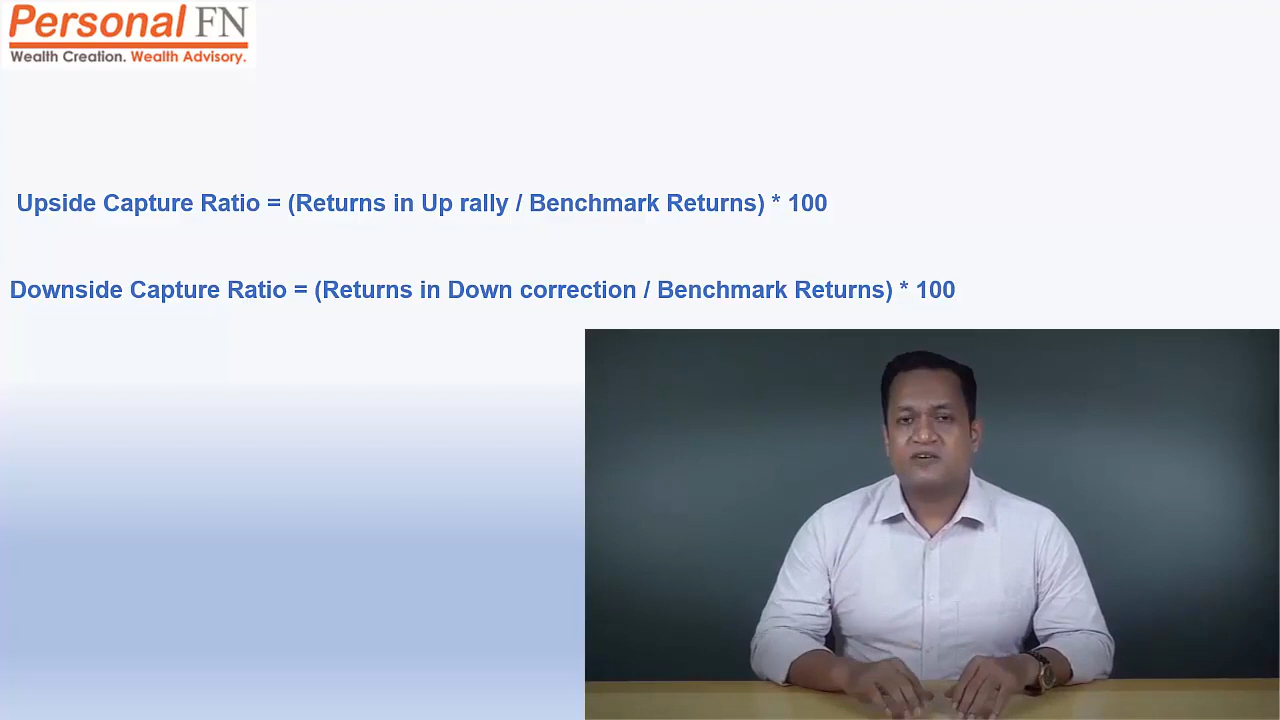 Personal FN
Wealth Creation. Wealth Advisory.
Upside Capture Ratio = (Returns in Up rally / Benchmark Returns) * 100
Downside Capture Ratio = (Returns in Down correction / Benchmark Returns) * 100